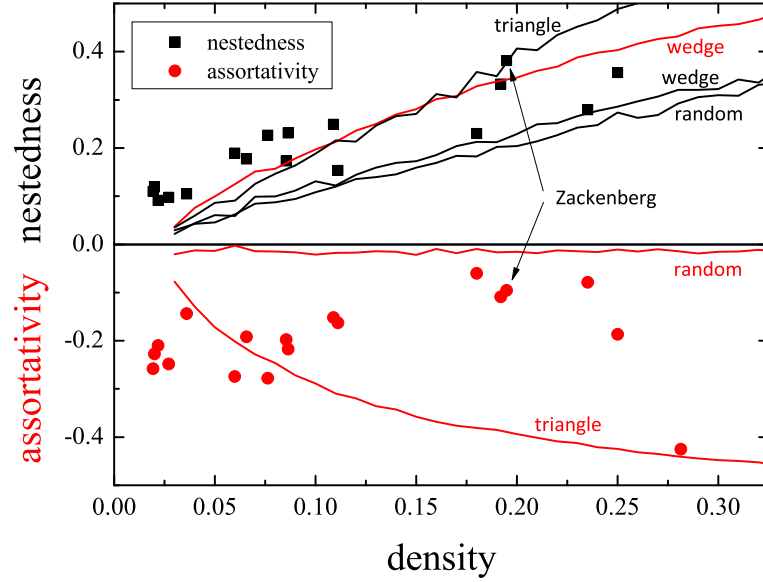 nestedness
assortativity
triangle
wedge
wedge
random
Zackenberg
random
triangle
0.4
0.2
0.0
-0.2
-0.4
nestedness
assortativity
0.00
0.05
0.10
0.15
0.20
0.25
0.30
density